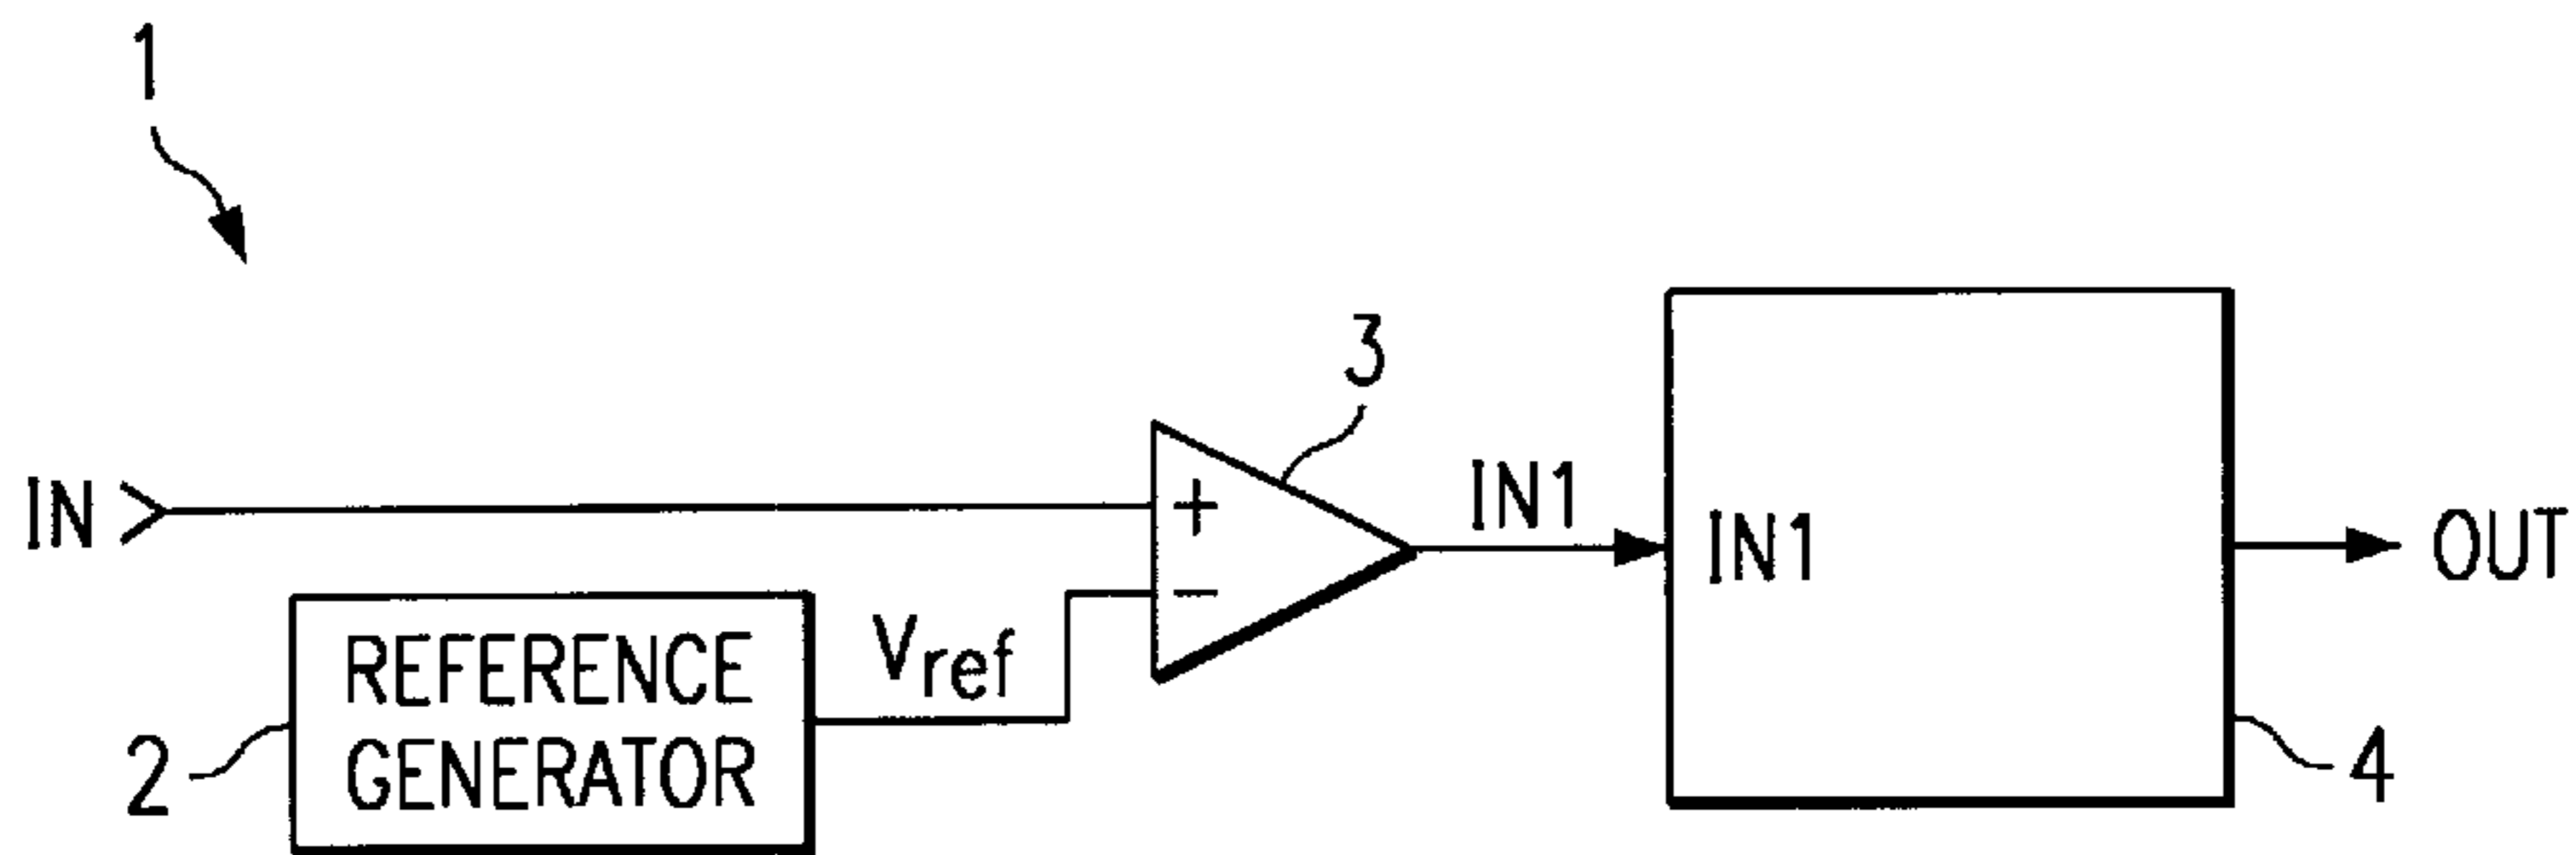 1
3
IN
+
IN1
IN1
OUT
−
Vref
REFERENCE
GENERATOR
2
4